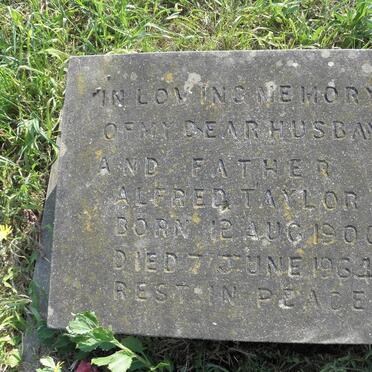 IN LOVING MEMORY
OF MY DEAR HUSBA
AND FATHER
ALFRED TAYLOR
BORN 12 AUG 1900
DIED 7 JUNE 1964
REST IN PEACE